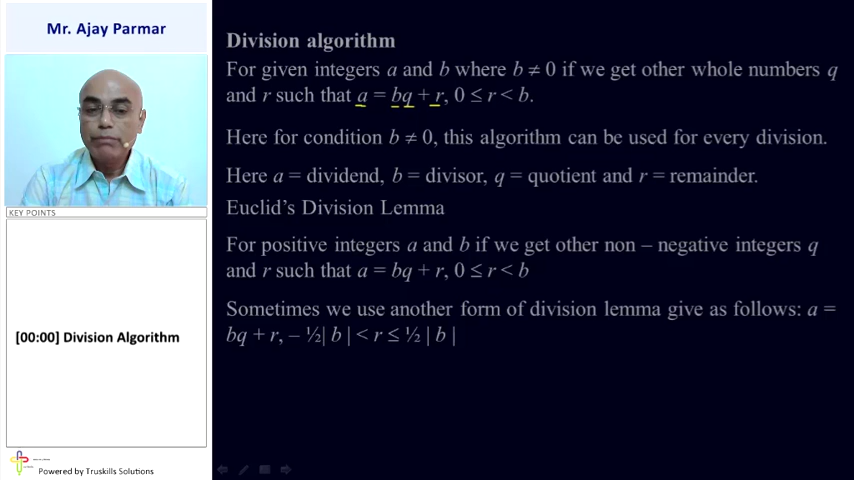 Mr. Ajay Parmar
KEY POINTS
[00:00] Division Algorithm
Powered by Truskills Solutions
Division algorithm
For given integers a and b where b ≠ 0 if we get other whole numbers q
and r such that a = bq + r, 0 ≤ r < b.
Here for condition b ≠ 0, this algorithm can be used for every division.
Here a = dividend, b = divisor, q = quotient and r = remainder.
Euclid's Division Lemma
For positive integers a and b if we get other non – negative integers q
and r such that a = bq + r, 0 ≤ r < b
Sometimes we use another form of division lemma give as follows: a =
bq + r, – ½| b | < r ≤ ½ | b |